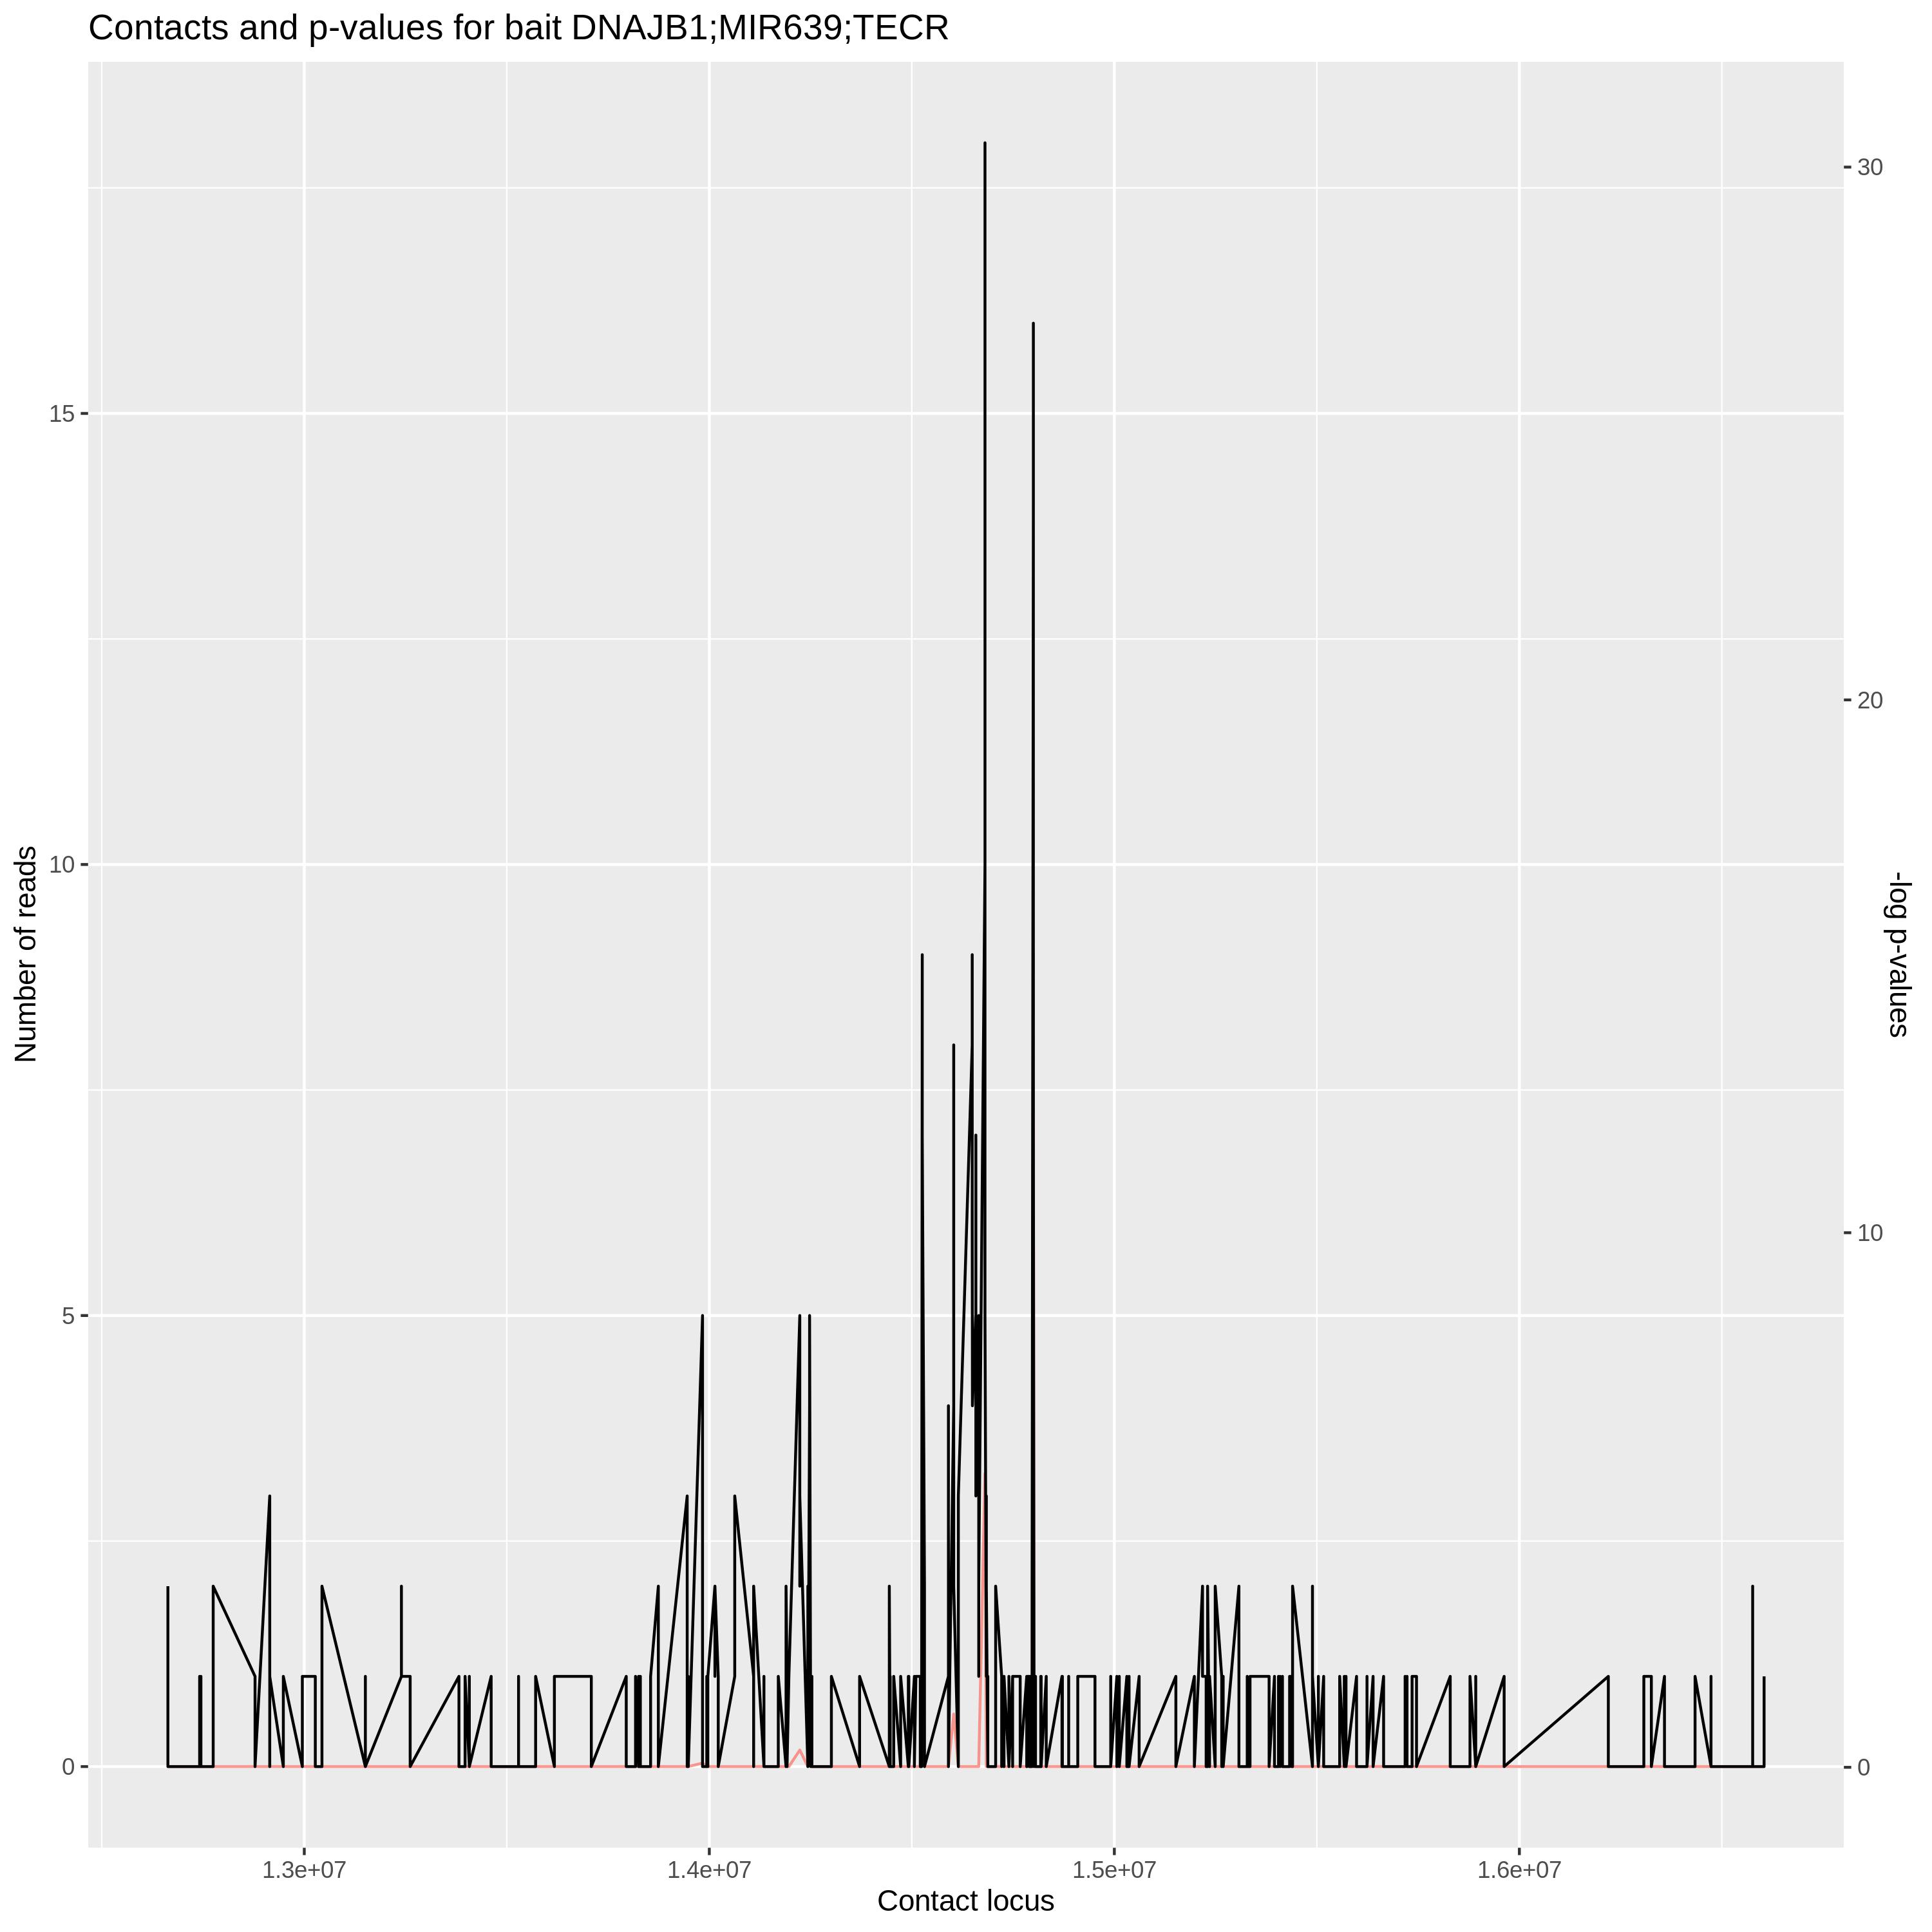 Contacts and p-values for bait DNAJB1;MIR639;TECR
30
15
20
10
10
5
0
0
Number of reads
-log p-values
1.3e+07 1.4e+07 1.5e+07 1.6e+07
Contact locus